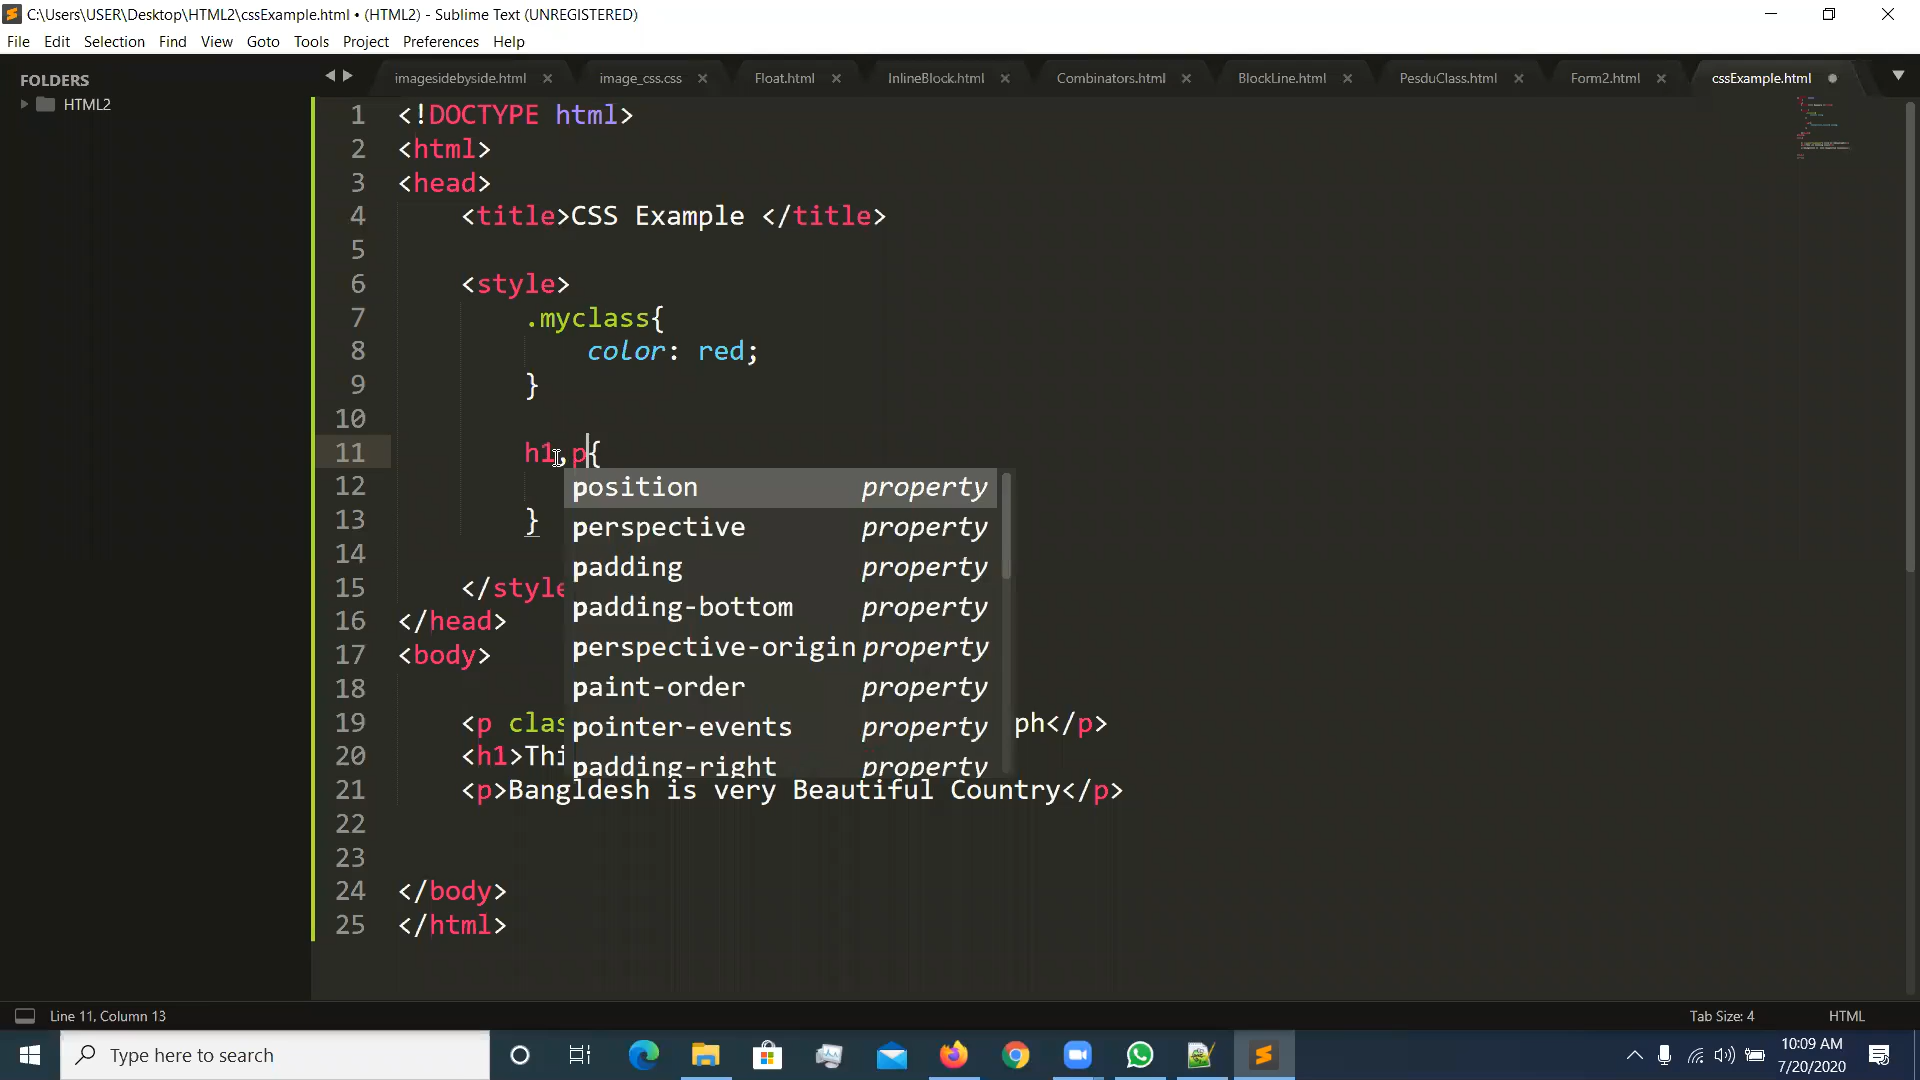 C:\Users\USER\Desktop\HTML2\cssExample.html • (HTML2) - Sublime Text (UNREGISTERED)
File Edit Selection Find View Goto Tools Project Preferences Help
FOLDERS
HTML2
imagesidebyside.html image_css.css Float.html InlineBlock.html Combinators.html BlockLine.html PesduClass.html Form2.html cssExample.html
1 <!DOCTYPE html>
2 <html>
3 <head>
4 <title>CSS Example </title>
5
6 <style>
7 .myclass{
8 color: red;
9 }
10
11 h1,p{
12
13 }
14
15 </style
16 </head>
17 <body>
18
19 <p clas ph</p>
20 <h1>Thi
21 <p>Bangldesh is very Beautiful Country</p>
22
23
24 </body>
25 </html>
position property
perspective property
padding property
padding-bottom property
perspective-origin property
paint-order property
pointer-events property
padding-right property
Line 11, Column 13 Tab Size: 4 HTML
Type here to search
10:09 AM
7/20/2020